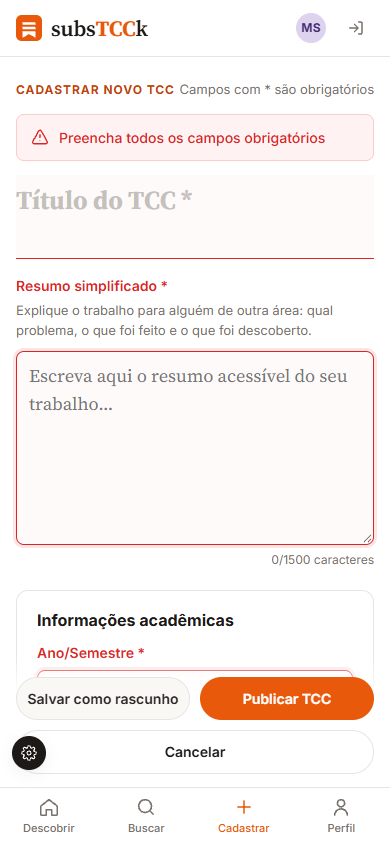 subsTCCk
MS
CADASTRAR NOVO TCC Campos com * são obrigatórios
Preencha todos os campos obrigatórios
Título do TCC *
Resumo simplificado *
Explique o trabalho para alguém de outra área: qual
problema, o que foi feito e o que foi descoberto.
Escreva aqui o resumo acessível do seu
trabalho...
0/1500 caracteres
Informações acadêmicas
Ano/Semestre *
Salvar como rascunho Publicar TCC
Cancelar
Descobrir Buscar Cadastrar Perfil